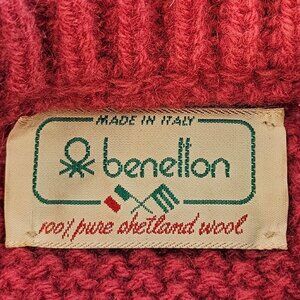 MADE IN ITALY
benetton
100% pure shetland wool